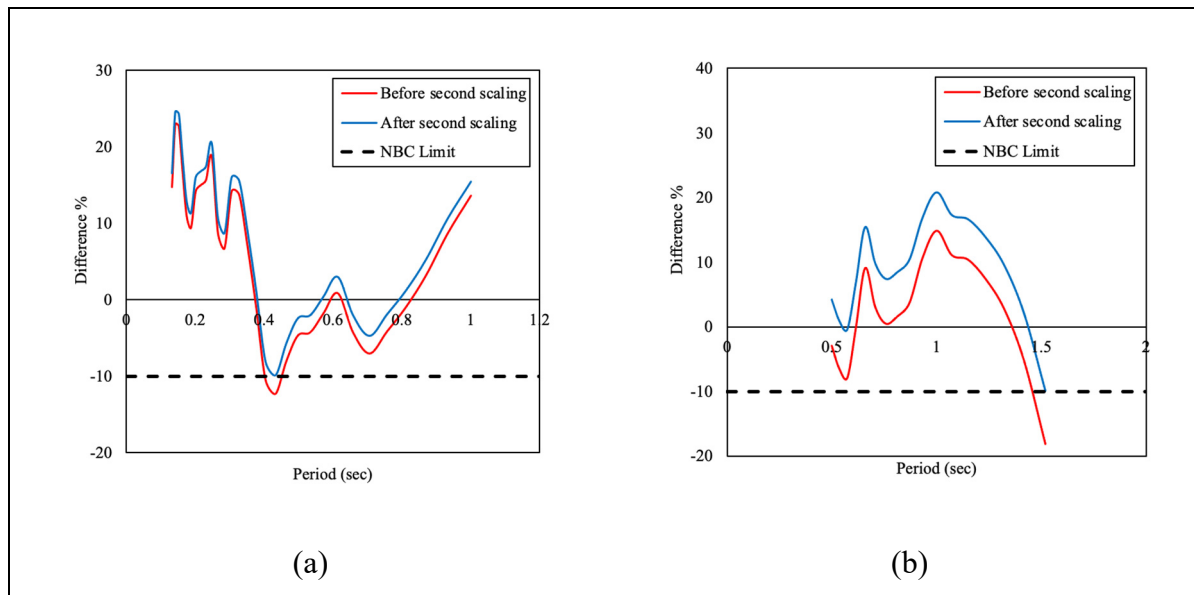 30
20
10
0
-10
-20
0
0.2
0.4
0.6
0.8
1
12
Difference %
Period (sec)
Before second scaling
After second scaling
NBC Limit
(a)
40
30
20
10
0
-10
-20
0
0.5
1
1.5
2
Difference %
Period (sec)
Before second scaling
After second scaling
NBC Limit
(b)